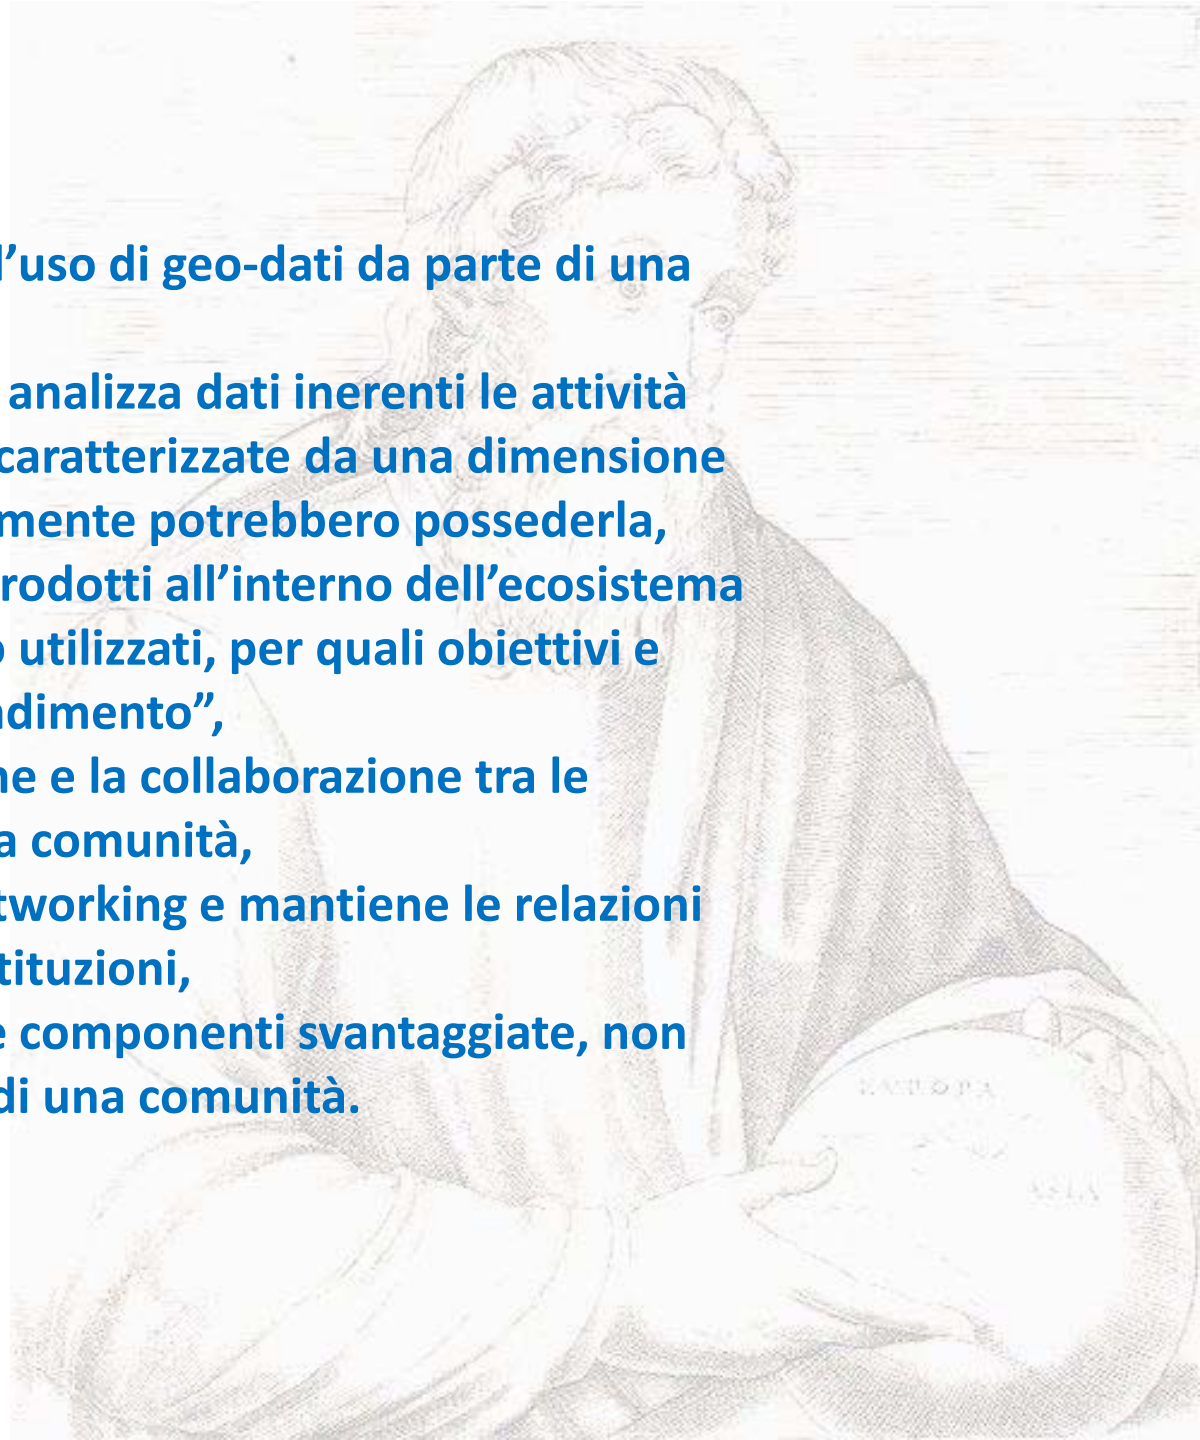 l’uso di geo-dati da parte di una
analizza dati inerenti le attività
caratterizzate da una dimensione
mente potrebbero possederla,
rodotti all’interno dell’ecosistema
o utilizzati, per quali obiettivi e
dimento”,
ne e la collaborazione tra le
a comunità,
tworking e mantiene le relazioni
tituzioni,
e componenti svantaggiate, non
di una comunità.
EVROPA
ASIA